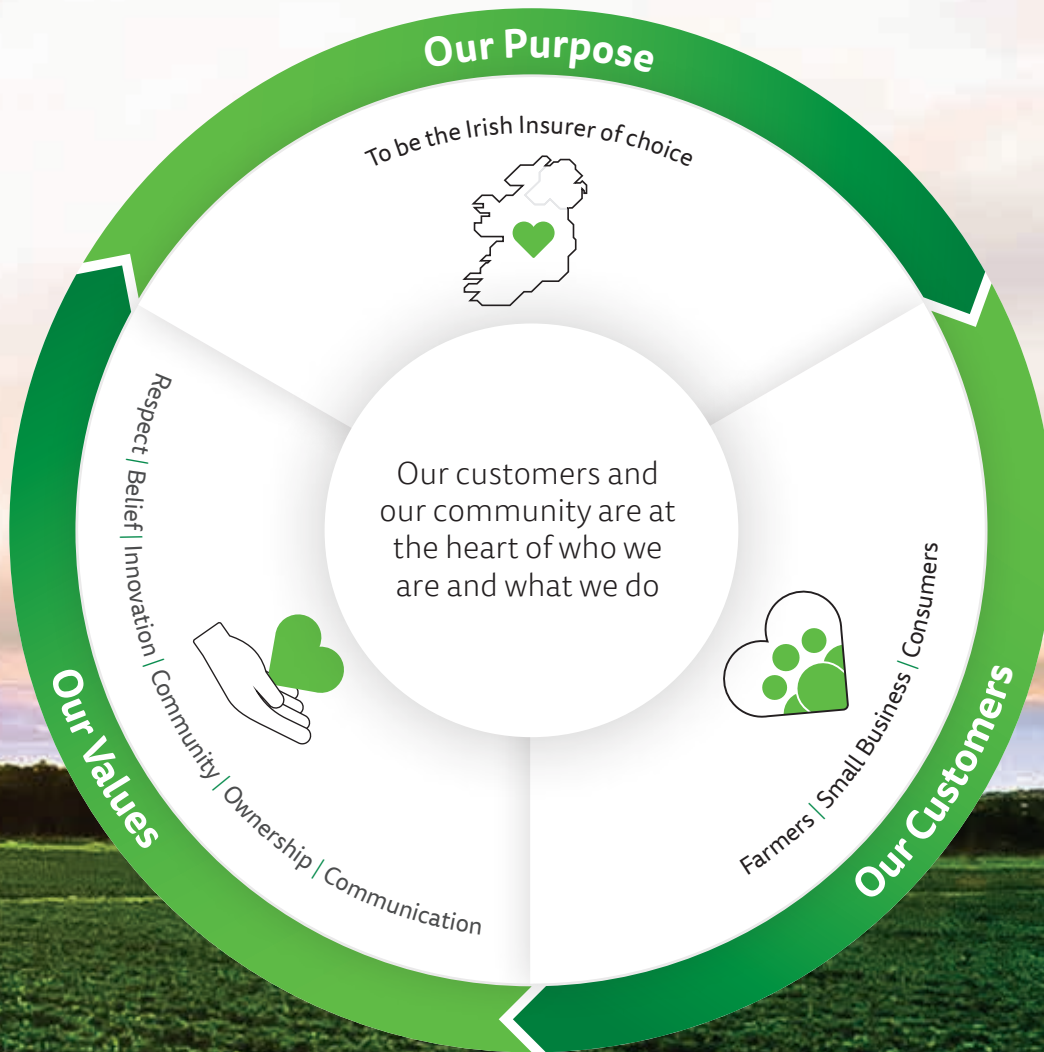 Our Purpose
To be the Irish Insurer of choice
Our customers and
our community are at
the heart of who we
are and what we do
Farmers | Small Business | Consumers
Our Customers
Respect | Belief | Innovation | Community | Ownership | Communication
Our Values